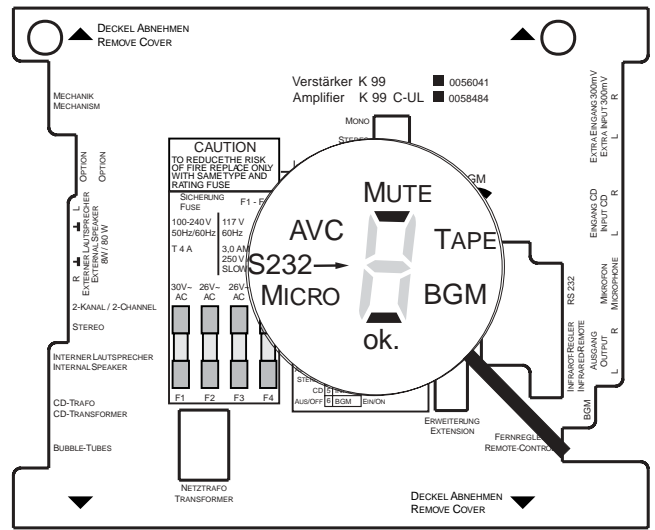 DECKEL ABNEHMEN
REMOVE COVER
Verstärker K 99 0056041
Amplifier K 99 C-UL 0058484
MECHANIK
MECHANISM
OPTION
OPTION
L
EXTERNER LAUTSPRECHER
EXTERNAL SPEAKER
8W / 80 W
R
2-KANAL / 2-CHANNEL
STEREO
INTERNER LAUTSPRECHER
INTERNAL SPEAKER
CD-TRAFO
CD-TRANSFORMER
BUBBLE-TUBES
CAUTION
TO REDUCE THE RISK
OF FIRE REPLACE ONLY
WITH SAME TYPE AND
RATING FUSE
SICHERUNG
FUSE
F1 - F
100-240 V 117 V
50Hz/60Hz 60Hz
T 4 A 3,0 AM
250 V
SLOW
30V~ 26V~ 26V~
AC AC AC
F1 F2 F3 F4
NETZTRAFO
TRANSFORMER
MONO
STEREO
GM
MUTE
AVC
TAPE
S232
MICRO
BGM
ok.
STER
CD 5
AUS/OFF 6 BGM EIN/ON
ERWEITERUNG
EXTENSION
FERNREGLE
REMOTE-CONTROL
EXTRA EINGANG 300mV
EXTRA INPUT 300mV
L R
EINGANG CD
INPUT CD
L R
RS 232
MIKROFON
MICROPHONE
INFRAROT-REGLER
INFRARED REMOTE
AUSGANG
OUTPUT
L R
BGM
DECKEL ABNEHMEN
REMOVE COVER